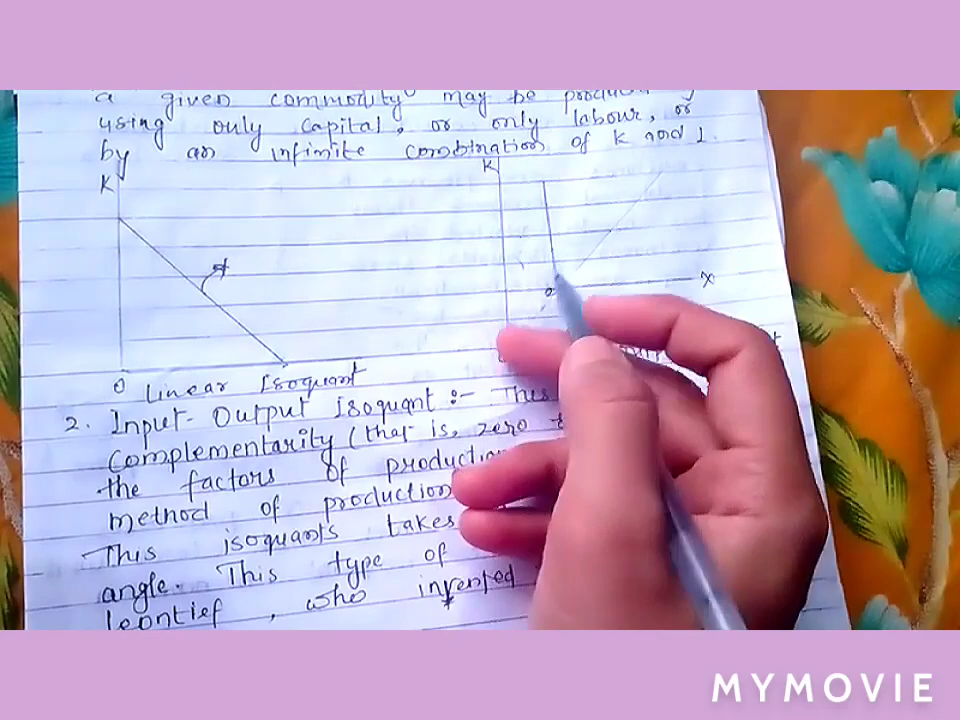 a given commodity may be
using only capital, or only labour, or
by an infinite combination of K and L.
K
K
x
0
Linear Isoquant
2. Input-Output Isoquant :- This
Complementarity (that is, zero
the factors of production
method of production
This isoquants takes
angle. This type of
leontief, who invented
MYMOVIE